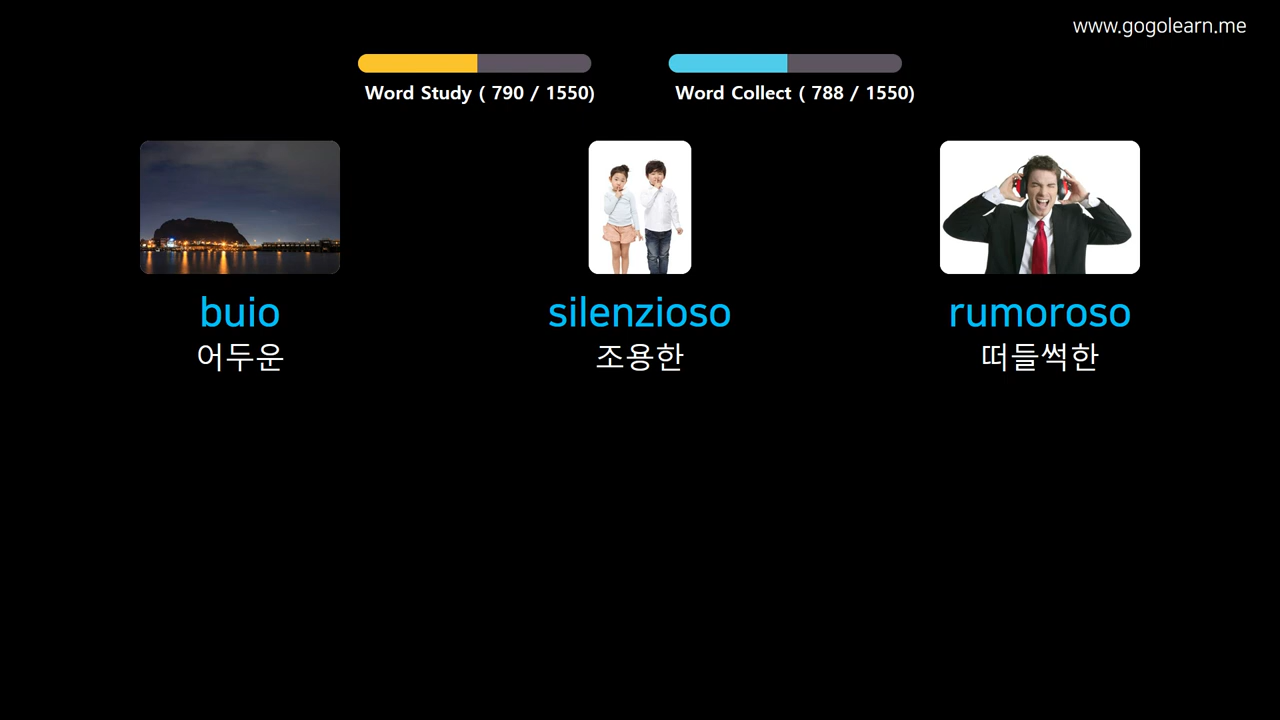 www.gogolearn.me
Word Study ( 790 / 1550)
Word Collect ( 788 / 1550)
buio
silenzioso
rumoroso
어두운
조용한
떠들썩한